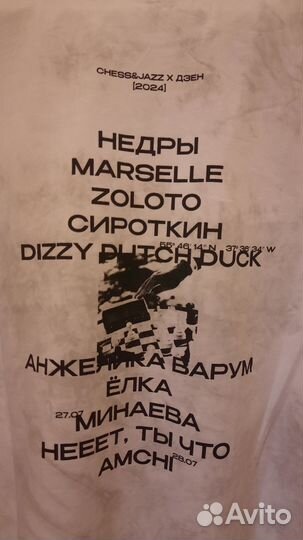 CHESS&JAZZ X ДЗЕН
[2024]
НЕДРЫ
MARSELLE
ZOLOTO
СИРОТКИН
55° 46' 14" N 37° 36' 34' W
DIZZY DUTCH DUCK
АНЖЕЛИКА ВАРУМ
ЁЛКА
27.07
МИНАЕВА
НЕЕЕТ, ТЫ ЧТО
AMCHI
28.07
Avito